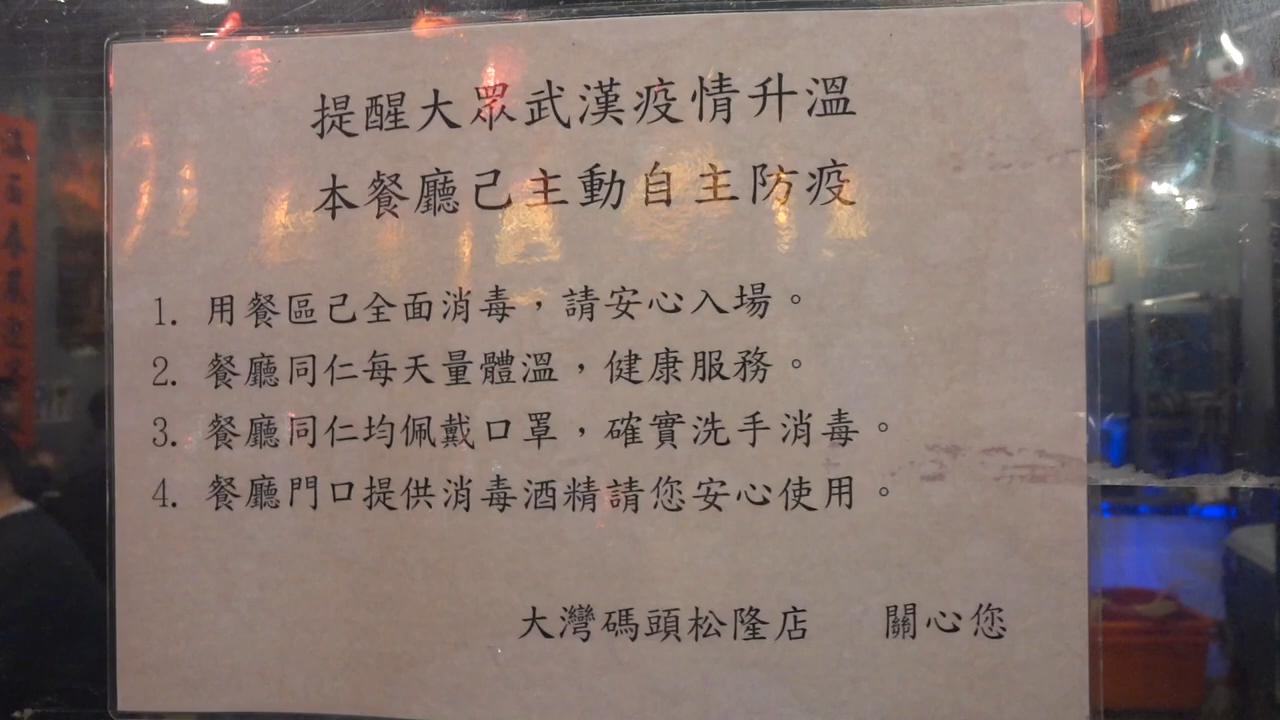 提醒大眾武漢疫情升溫
本餐廳己主動自主防疫
1. 用餐區己全面消毒，請安心入場。
2. 餐廳同仁每天量體溫，健康服務。
3. 餐廳同仁均佩戴口罩，確實洗手消毒。
4. 餐廳門口提供消毒酒精請您安心使用。
大灣碼頭松隆店 關心您